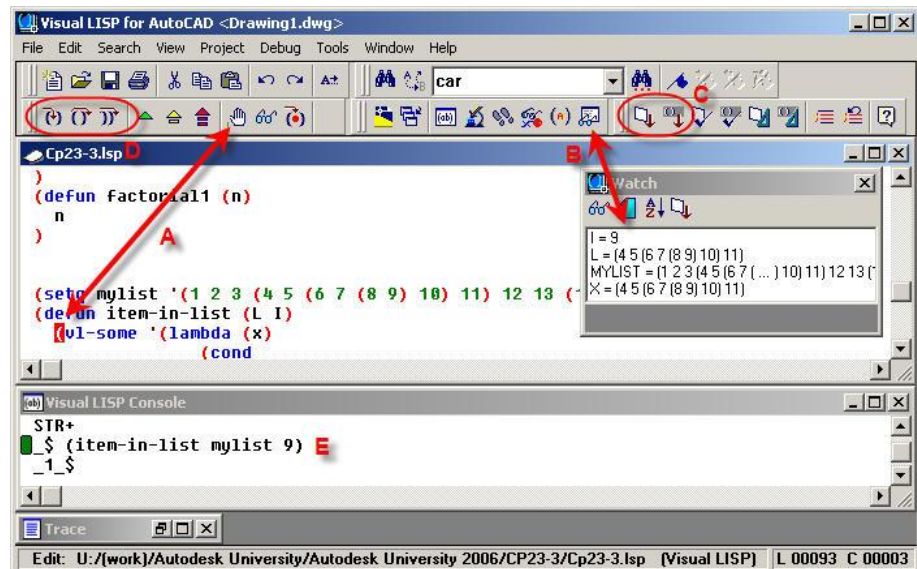 Visual LISP for AutoCAD <Drawing1.dwg>
File Edit Search View Project Debug Tools Window Help
car
C
D
B
Cp23-3.lsp
)
(defun factorial1 (n)
n
)
A
(setq mylist '(1 2 3 (4 5 (6 7 (8 9) 10) 11) 12 13 (
(defun item-in-list (L I)
(vl-some '(lambda (x)
(cond
Watch
I = 9
L = (4 5 (6 7 (8 9) 10) 11)
MYLIST = (1 2 3 (4 5 (6 7 ( ... ) 10) 11) 12 13 (
X = (4 5 (6 7 (8 9) 10) 11)
Visual LISP Console
STR+
_$ (item-in-list mylist 9) E
_1_$
Trace
Edit: U:/(work)/Autodesk University/Autodesk University 2006/CP23-3/Cp23-3.lsp (Visual LISP) L 00093 C 00003